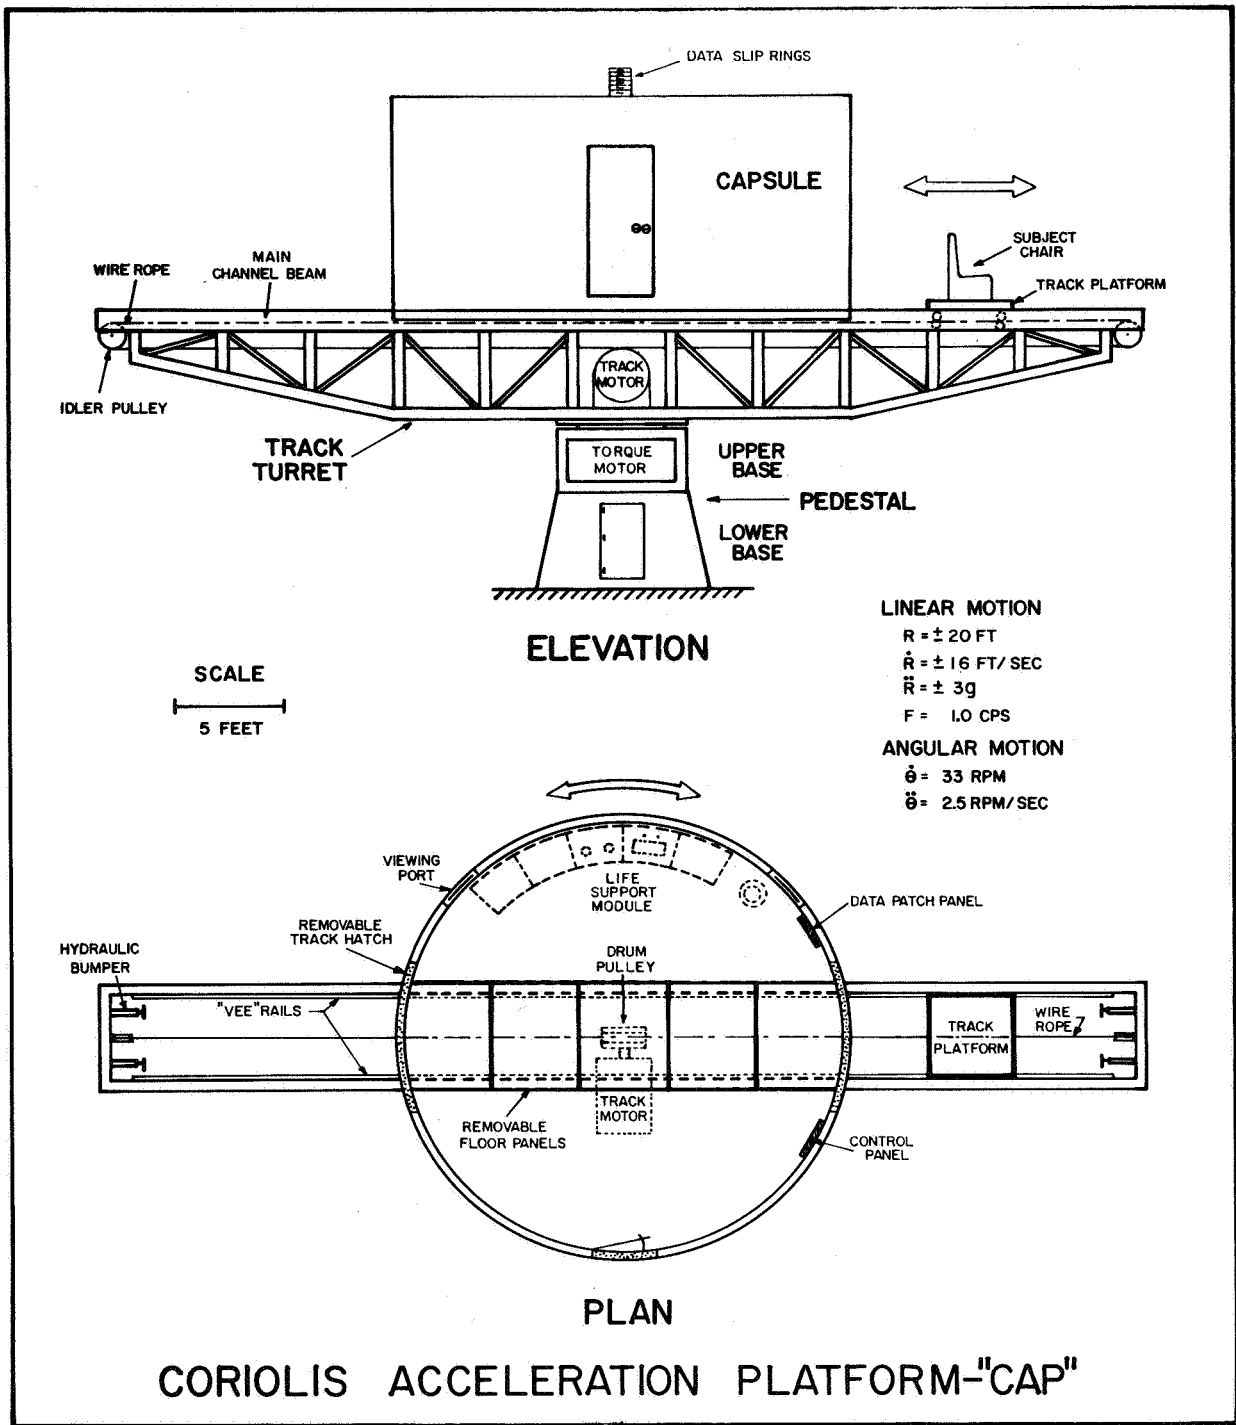 DATA SLIP RINGS
CAPSULE
SUBJECT
CHAIR
TRACK PLATFORM
WIRE ROPE
MAIN
CHANNEL BEAM
IDLER PULLEY
TRACK
MOTOR
TRACK
TURRET
TORQUE
MOTOR
UPPER
BASE
PEDESTAL
LOWER
BASE
ELEVATION
LINEAR MOTION
R = ± 20 FT
Ṙ = ± 16 FT/SEC
R̈ = ± 3g
F = 1.0 CPS
ANGULAR MOTION
θ̇ = 33 RPM
θ̈ = 2.5 RPM/SEC
SCALE
5 FEET
VIEWING
PORT
LIFE
SUPPORT
MODULE
DATA PATCH PANEL
REMOVABLE
TRACK HATCH
HYDRAULIC
BUMPER
DRUM
PULLEY
"VEE" RAILS
WIRE
ROPE
TRACK
PLATFORM
TRACK
MOTOR
REMOVABLE
FLOOR PANELS
CONTROL
PANEL
PLAN
CORIOLIS ACCELERATION PLATFORM-"CAP"